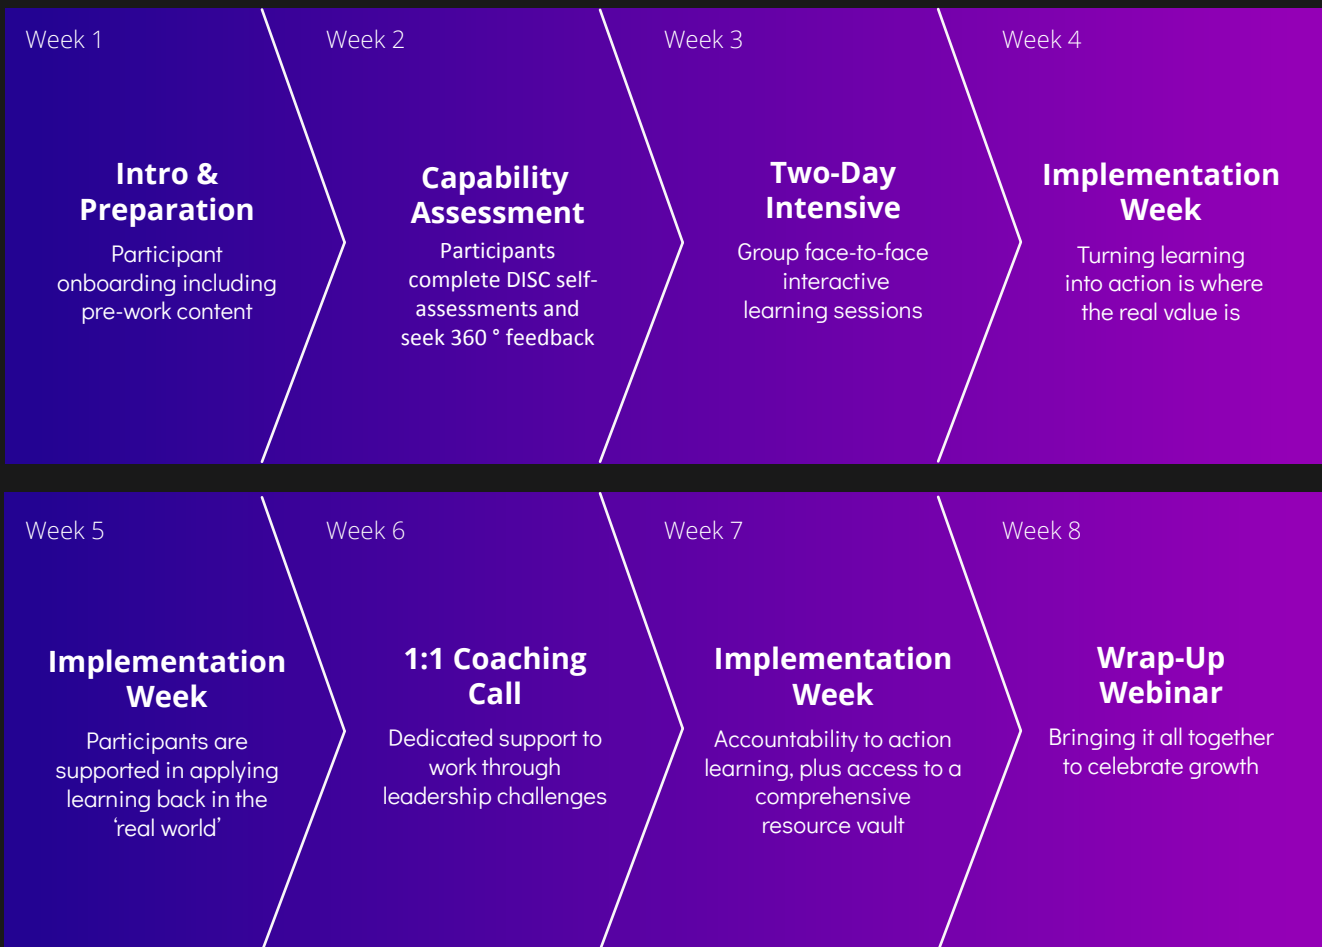 Week 1
Intro &
Preparation
Participant
onboarding including
pre-work content
Week 2
Capability
Assessment
Participants
complete DISC self-
assessments and
seek 360 ° feedback
Week 3
Two-Day
Intensive
Group face-to-face
interactive
learning sessions
Week 4
Implementation
Week
Turning learning
into action is where
the real value is
Week 5
Implementation
Week
Participants are
supported in applying
learning back in the
‘real world’
Week 6
1:1 Coaching
Call
Dedicated support to
work through
leadership challenges
Week 7
Implementation
Week
Accountability to action
learning, plus access to a
comprehensive
resource vault
Week 8
Wrap-Up
Webinar
Bringing it all together
to celebrate growth